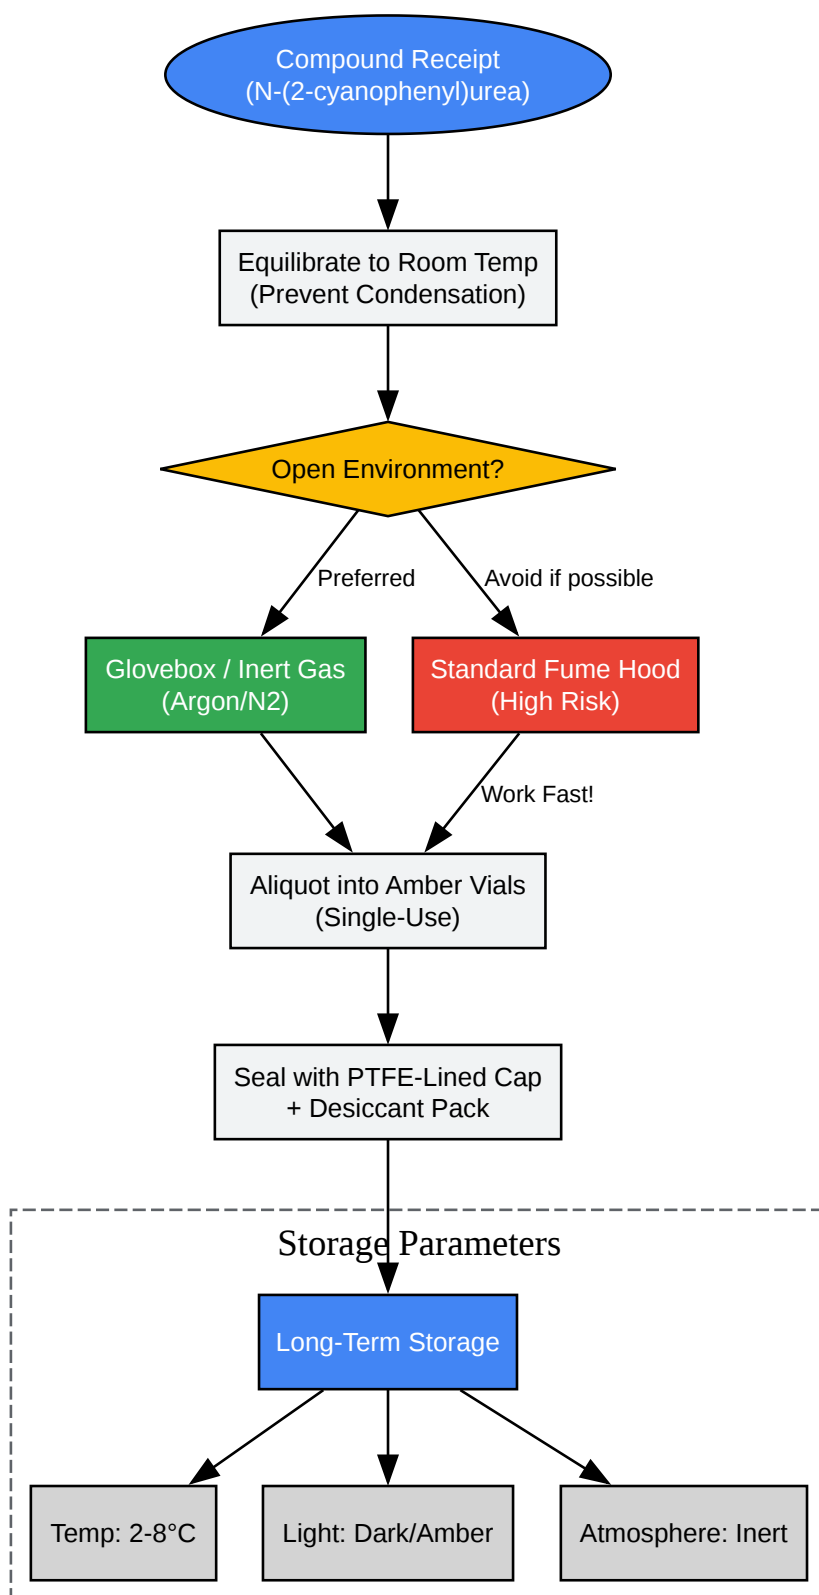 Compound Receipt
(N-(2-cyanophenyl)urea)
Equilibrate to Room Temp
(Prevent Condensation)
Open Environment?
Preferred
Avoid if possible
Glovebox / Inert Gas
(Argon/N2)
Standard Fume Hood
(High Risk)
Work Fast!
Aliquot into Amber Vials
(Single-Use)
Seal with PTFE-Lined Cap
+ Desiccant Pack
Storage Parameters
Long-Term Storage
Temp: 2-8°C
Light: Dark/Amber
Atmosphere: Inert